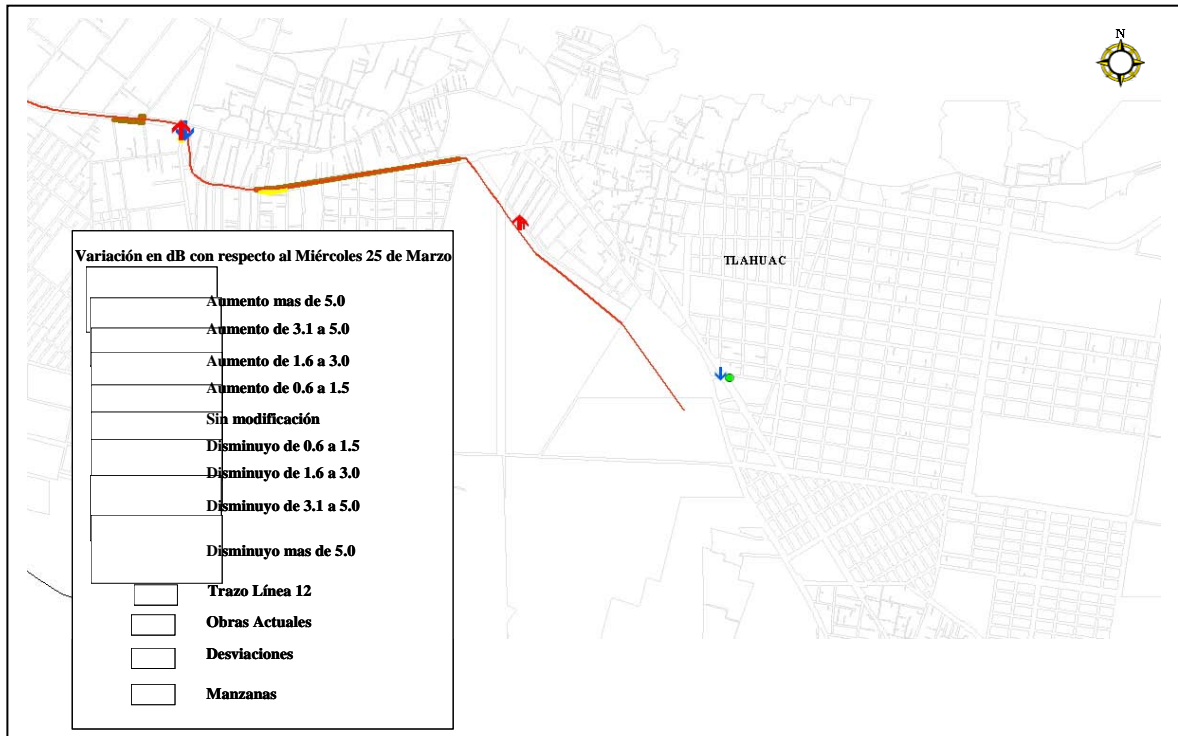 N
TLAHUAC
Variación en dB con respecto al Miércoles 25 de Marzo
Aumento mas de 5.0
Aumento de 3.1 a 5.0
Aumento de 1.6 a 3.0
Aumento de 0.6 a 1.5
Sin modificación
Disminuyo de 0.6 a 1.5
Disminuyo de 1.6 a 3.0
Disminuyo de 3.1 a 5.0
Disminuyo mas de 5.0
Trazo Línea 12
Obras Actuales
Desviaciones
Manzanas